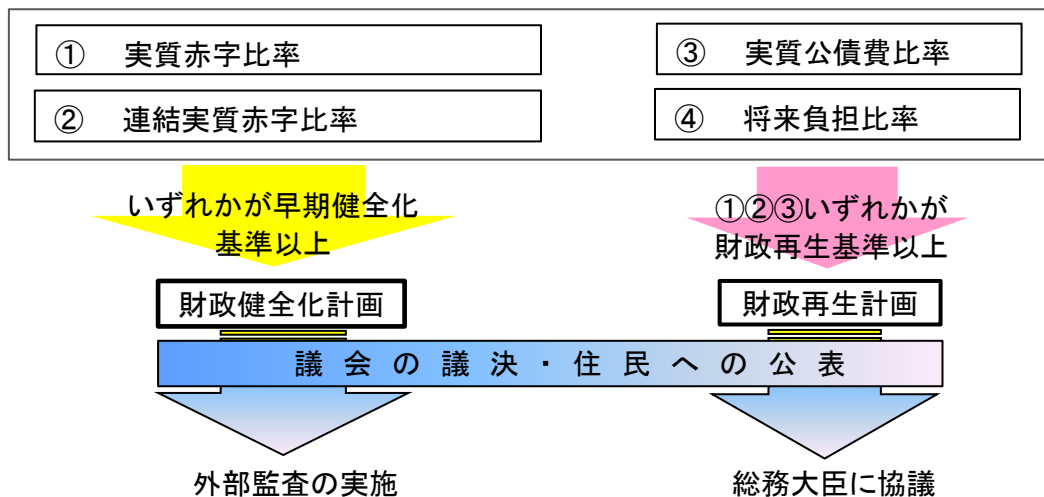 ① 実質赤字比率
② 連結実質赤字比率
③ 実質公債費比率
④ 将来負担比率
いずれかが早期健全化
基準以上
①②③いずれかが
財政再生基準以上
財政健全化計画
財政再生計画
議会の議決・住民への公表
外部監査の実施
総務大臣に協議